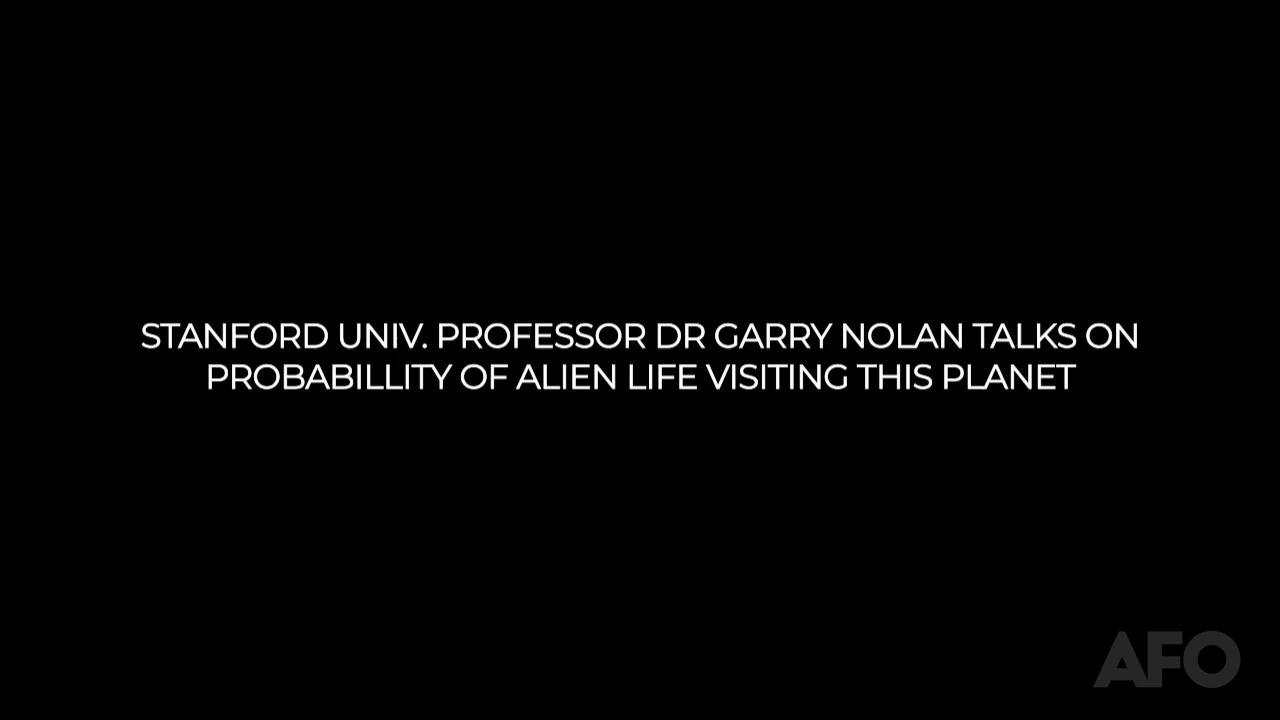 STANFORD UNIV. PROFESSOR DR GARRY NOLAN TALKS ON
PROBABILLITY OF ALIEN LIFE VISITING THIS PLANET
AFO